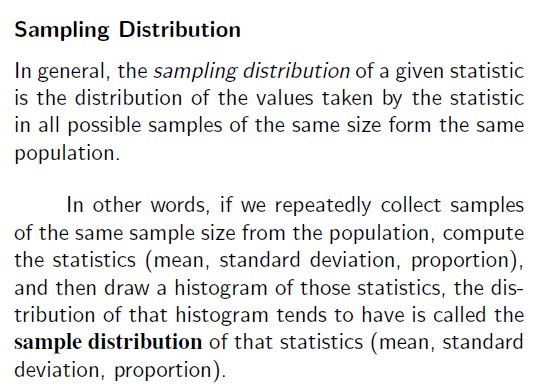 Sampling Distribution
In general, the sampling distribution of a given statistic
is the distribution of the values taken by the statistic
in all possible samples of the same size form the same
population.
In other words, if we repeatedly collect samples
of the same sample size from the population, compute
the statistics (mean, standard deviation, proportion),
and then draw a histogram of those statistics, the dis-
tribution of that histogram tends to have is called the
sample distribution of that statistics (mean, standard
deviation, proportion).